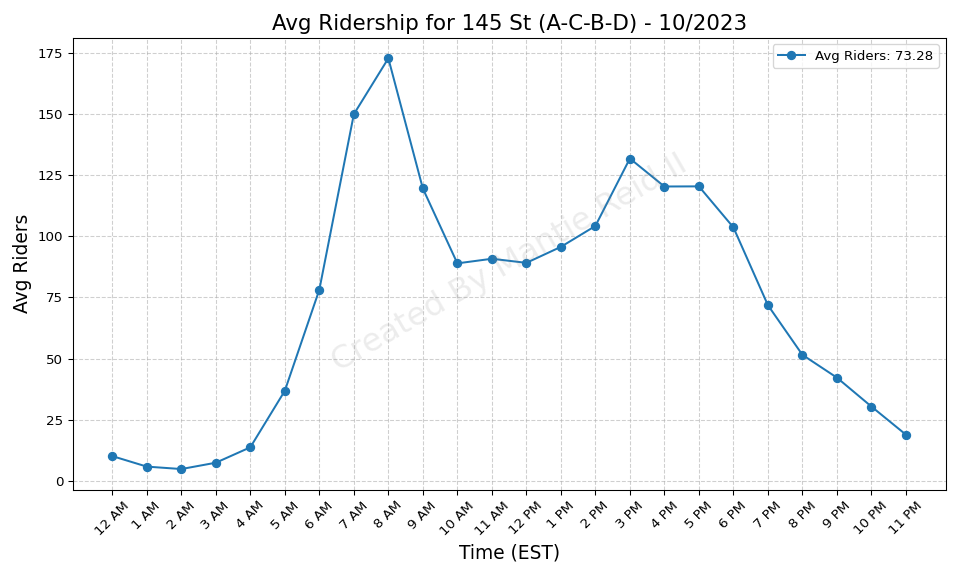 Avg Ridership for 145 St (A-C-B-D) - 10/2023
Avg Riders: 73.28
175
150
125
100
75
50
25
0
Avg Riders
Created By Mantie Reid II
12 AM
1 AM
2 AM
3 AM
4 AM
5 AM
6 AM
7 AM
8 AM
9 AM
10 AM
11 AM
12 PM
1 PM
2 PM
3 PM
4 PM
5 PM
6 PM
7 PM
8 PM
9 PM
10 PM
11 PM
Time (EST)